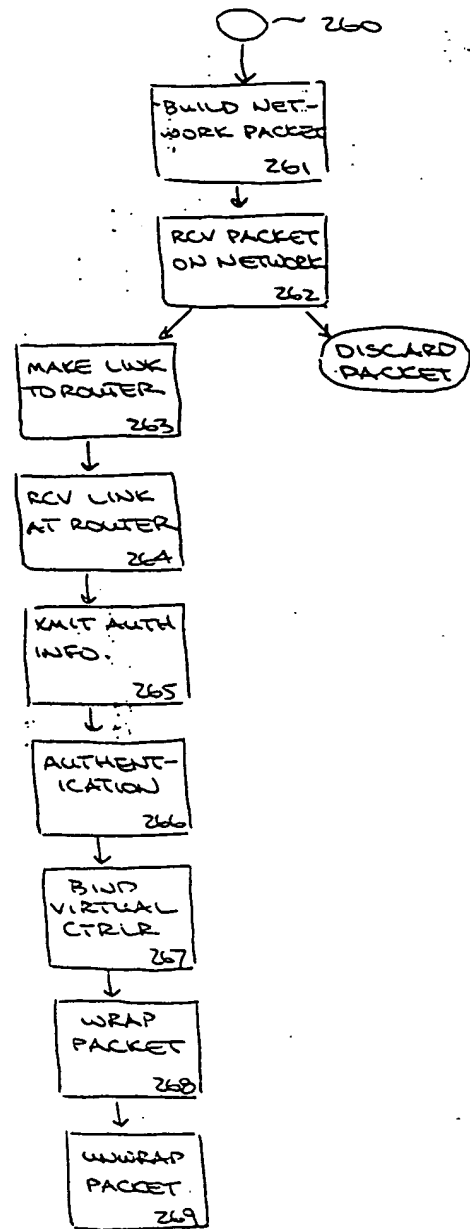 260
BUILD NET-
WORK PACKET
261
RCV PACKET
ON NETWORK
262
MAKE LINK
TO ROUTER
263
DISCARD
PACKET
RCV LINK
AT ROUTER
264
XMIT AUTH
INFO.
265
AUTHENT-
ICATION
266
BIND
VIRTUAL
CTRLR
267
WRAP
PACKET
268
UNWRAP
PACKET
269